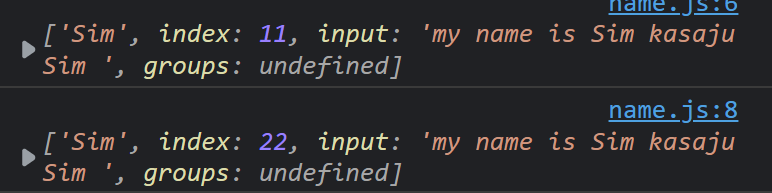 name.js:6
['Sim', index: 11, input: 'my name is Sim kasaju
Sim ', groups: undefined]
name.js:8
['Sim', index: 22, input: 'my name is Sim kasaju
Sim ', groups: undefined]